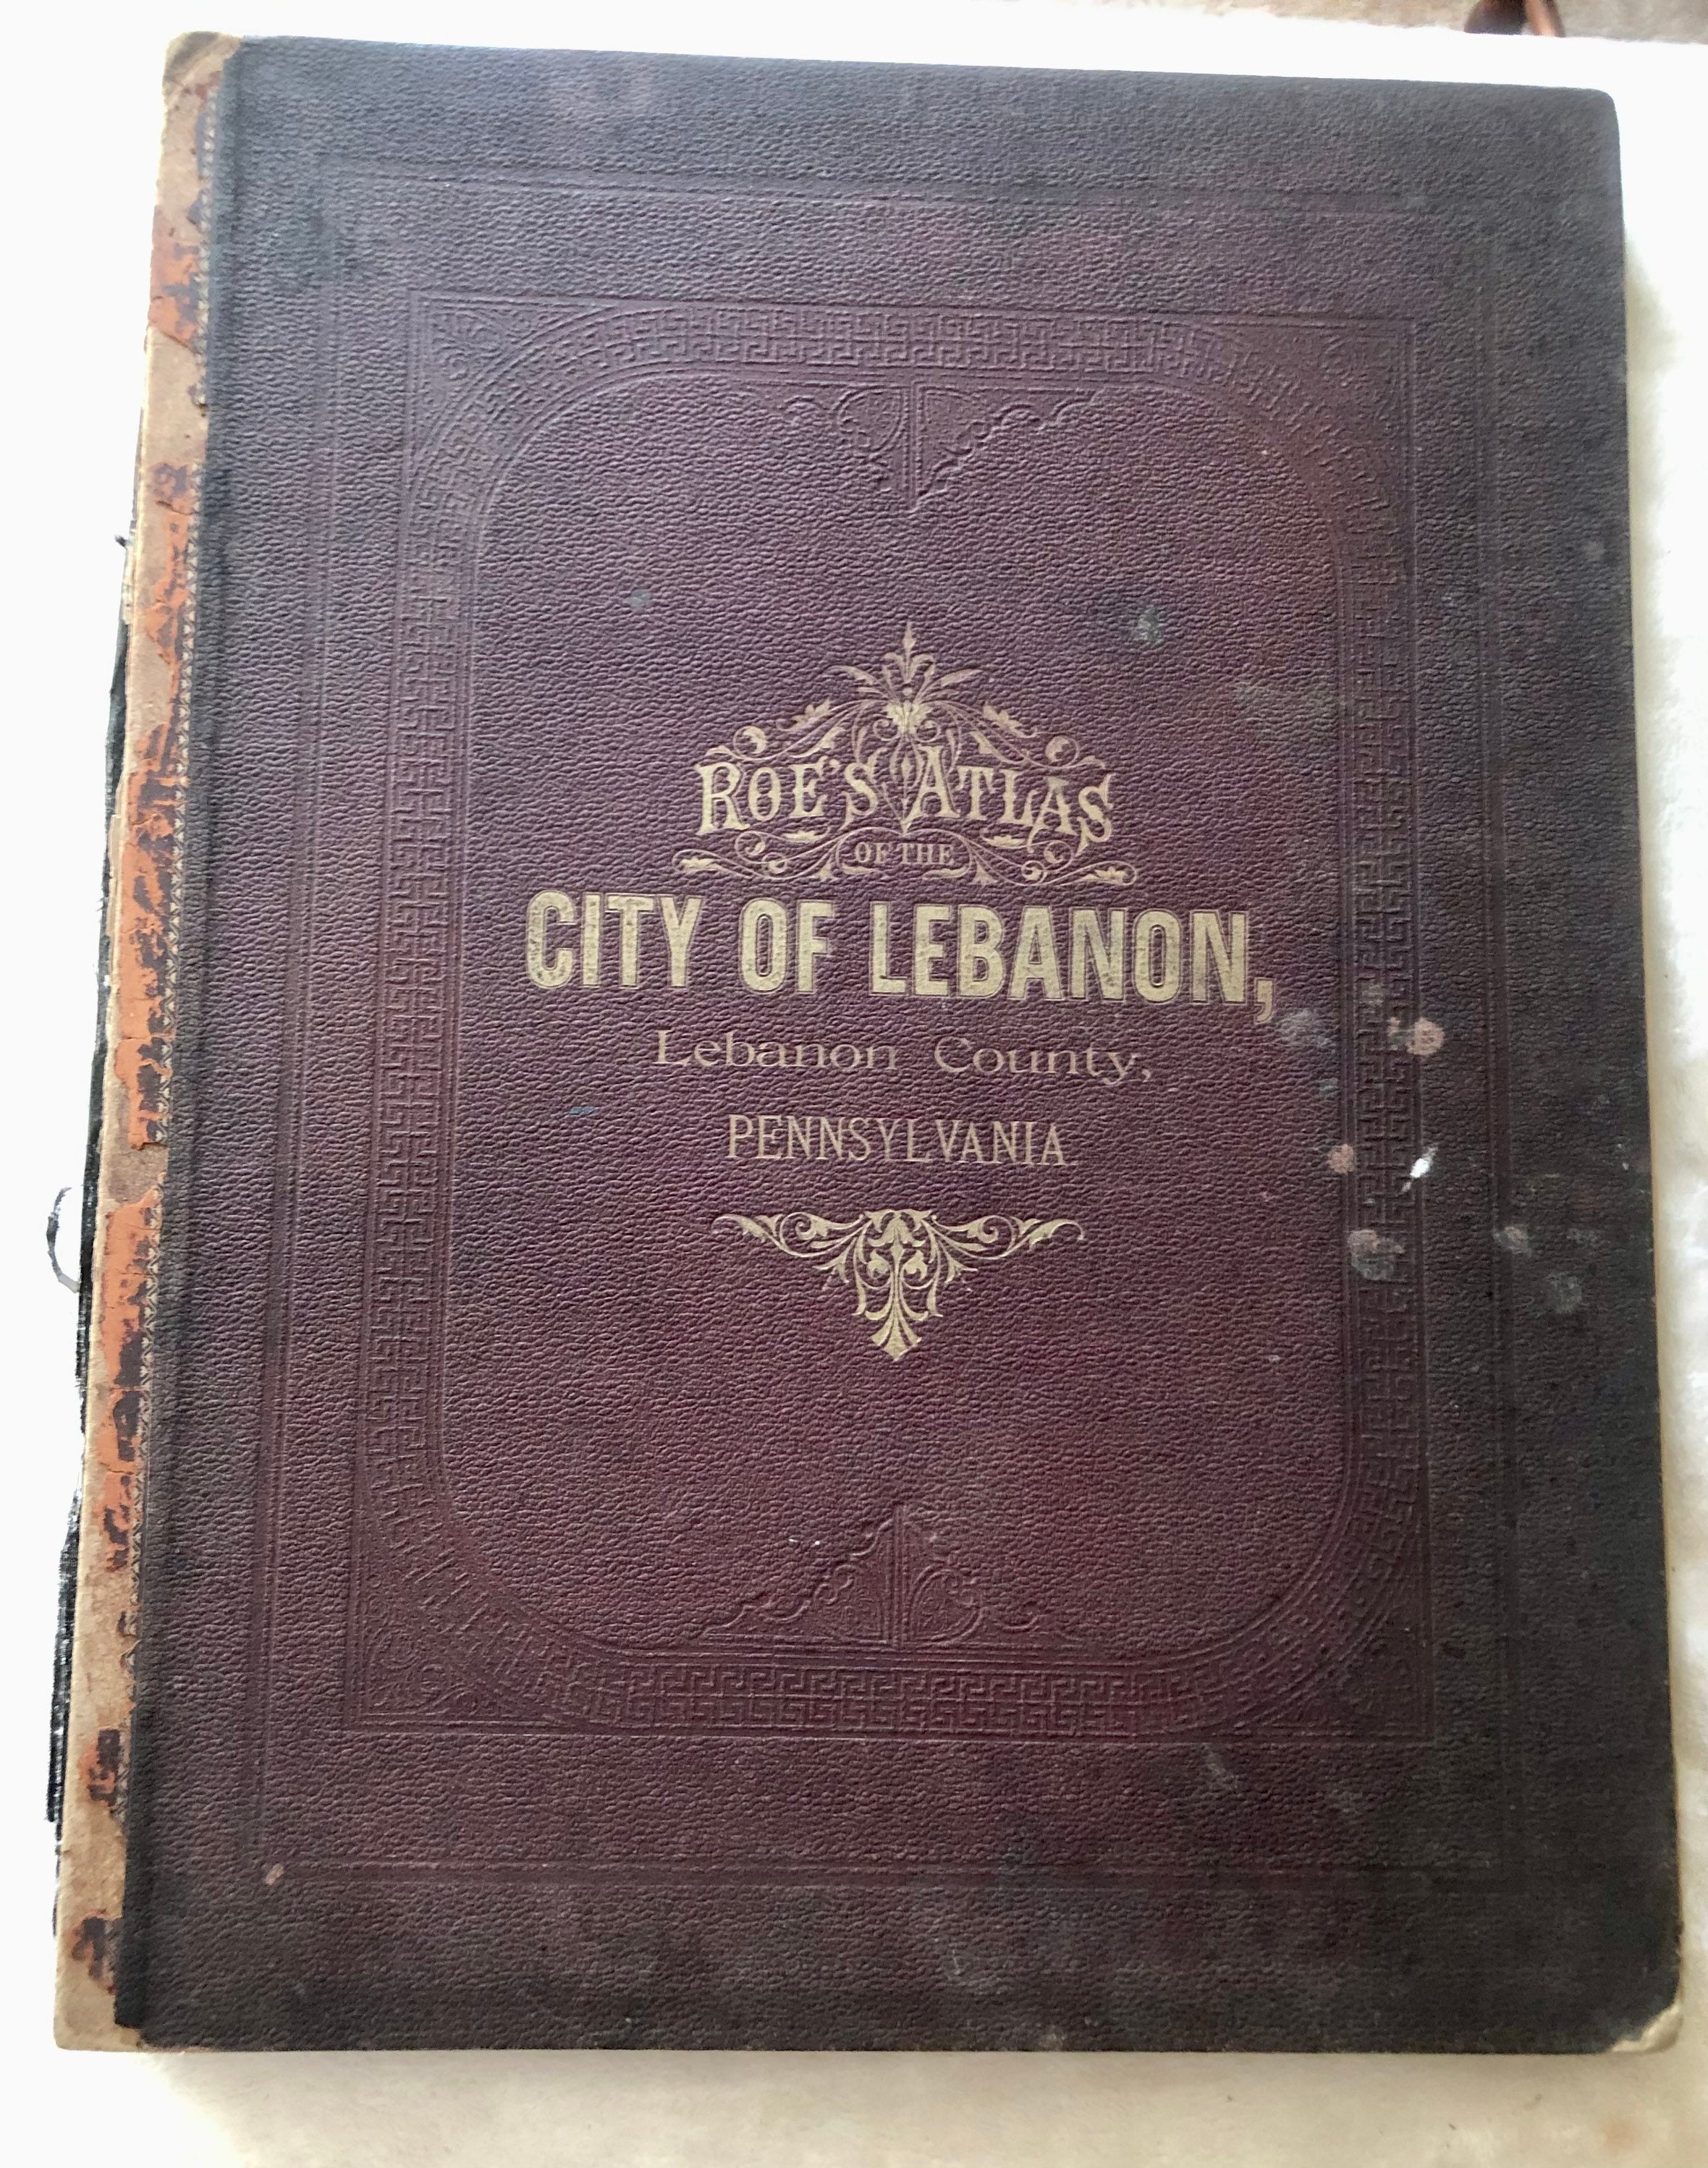 ROE'S ATLAS
OF THE
CITY OF LEBANON,
Lebanon County,
PENNSYLVANIA.